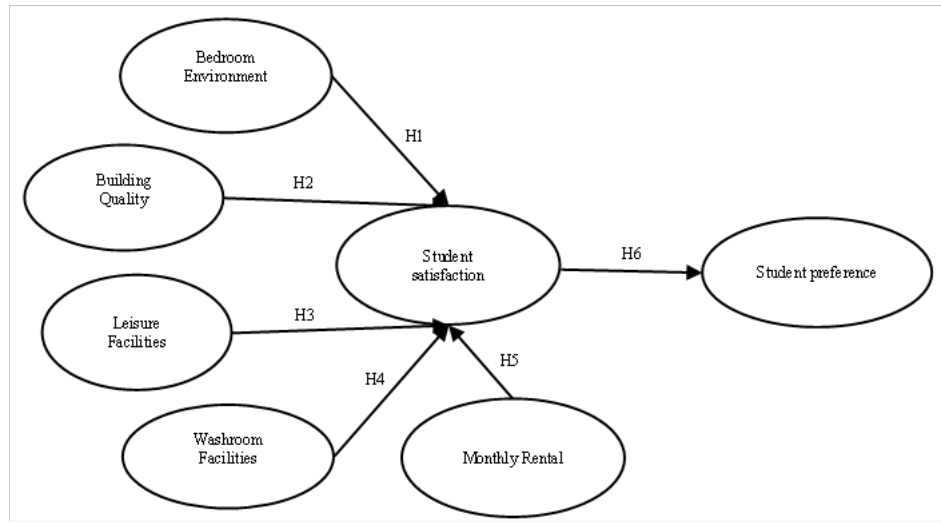 Bedroom
Environment
H1
Building
Quality
H2
Student
satisfaction
H6
Student preference
Leisure
Facilities
H3
H4
H5
Washroom
Facilities
Monthly Rental